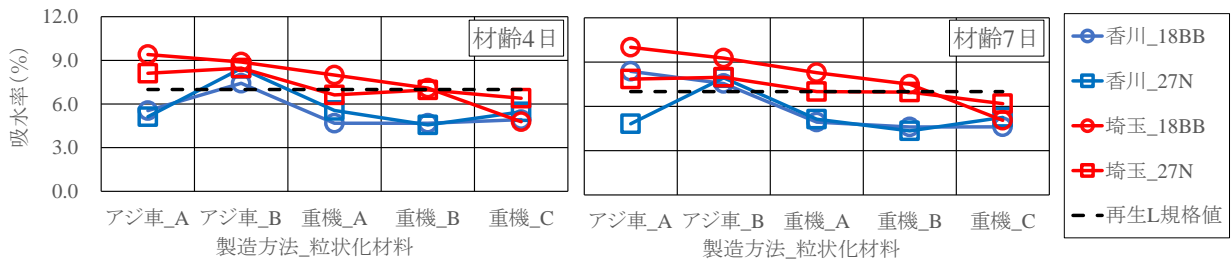 12.0
9.0
6.0
3.0
0.0
吸水率(%)
材齢4日
アジ車_A アジ車_B 重機_A 重機_B 重機_C
製造方法_粒状化材料
材齢7日
アジ車_A アジ車_B 重機_A 重機_B 重機_C
製造方法_粒状化材料
香川_18BB
香川_27N
埼玉_18BB
埼玉_27N
再生L規格値